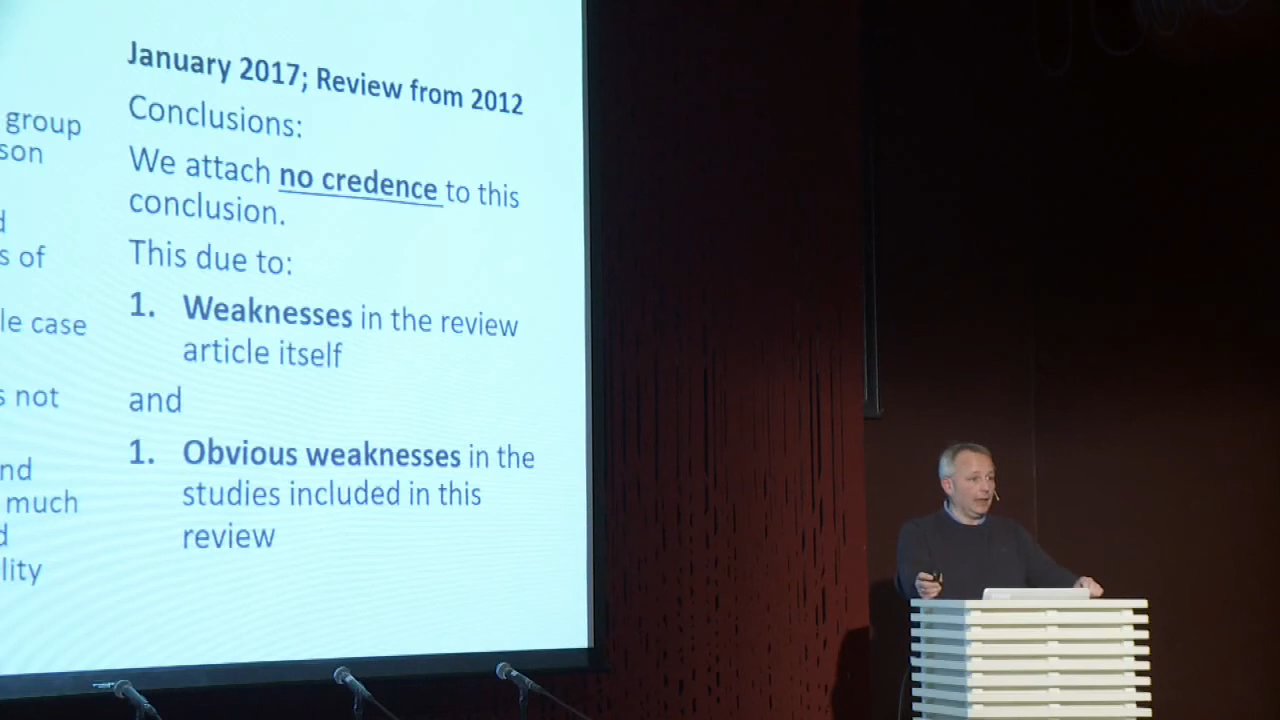 group
son
d
s of
le case
s not
nd
much
d
lity
January 2017; Review from 2012
Conclusions:
We attach no credence to this
conclusion.
This due to:
1. Weaknesses in the review
article itself
and
1. Obvious weaknesses in the
studies included in this
review